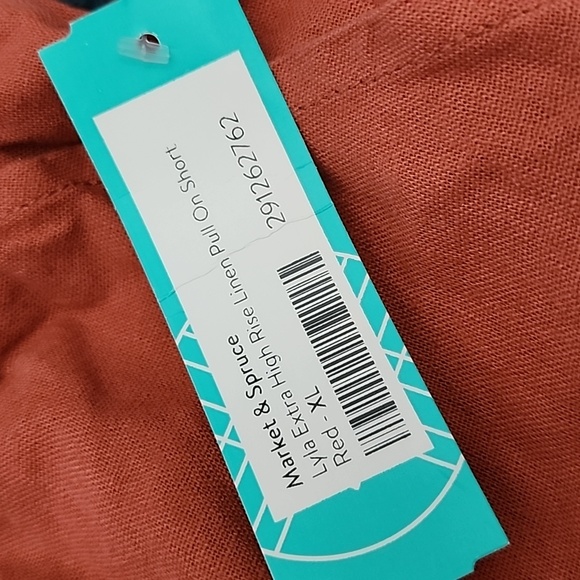 Market & Spruce
Lyla Extra High Rise Linen Pull On Short
Red - XL
291262762